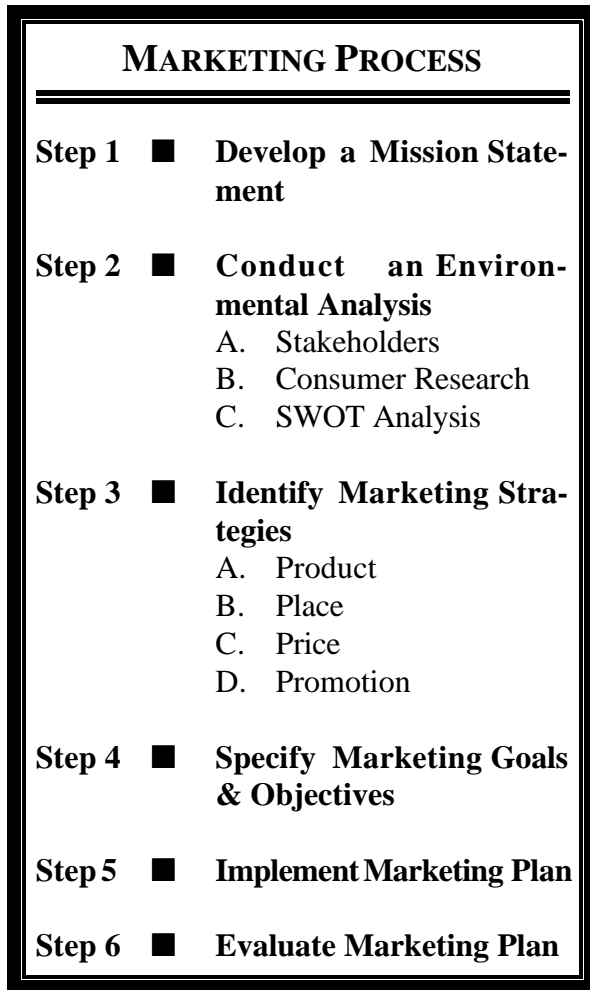 MARKETING PROCESS
Step 1 ■ Develop a Mission State-
ment
Step 2 ■ Conduct an Environ-
mental Analysis
A. Stakeholders
B. Consumer Research
C. SWOT Analysis
Step 3 ■ Identify Marketing Stra-
tegies
A. Product
B. Place
C. Price
D. Promotion
Step 4 ■ Specify Marketing Goals
& Objectives
Step 5 ■ Implement Marketing Plan
Step 6 ■ Evaluate Marketing Plan